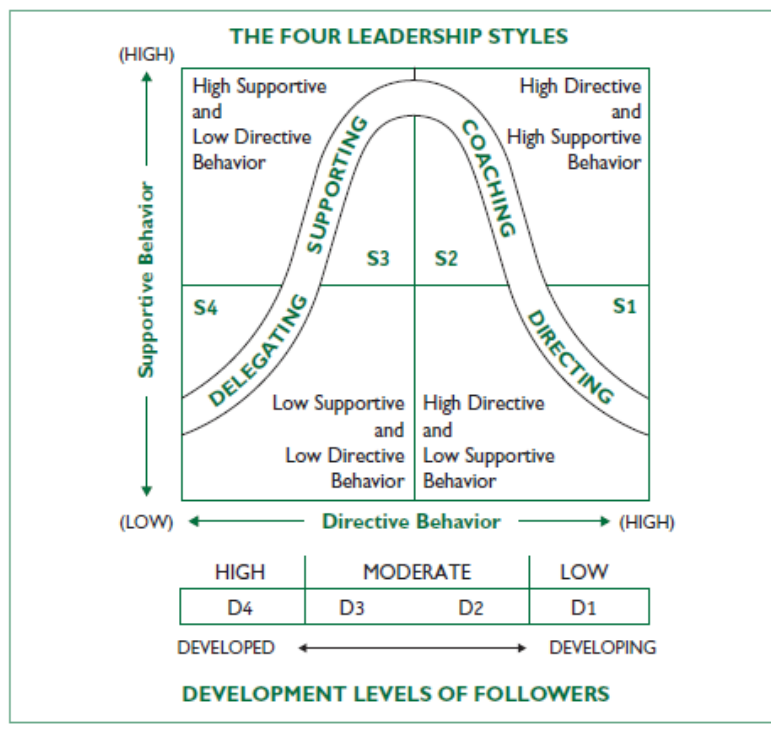 THE FOUR LEADERSHIP STYLES
(HIGH)
Supportive Behavior
High Supportive
and
Low Directive
Behavior
High Directive
and
High Supportive
Behavior
SUPPORTING
COACHING
S3
S2
S4
S1
DELEGATING
DIRECTING
Low Supportive
and
Low Directive
Behavior
High Directive
and
Low Supportive
Behavior
(LOW)
Directive Behavior
(HIGH)
HIGH MODERATE LOW
D4 D3 D2 D1
DEVELOPED DEVELOPING
DEVELOPMENT LEVELS OF FOLLOWERS